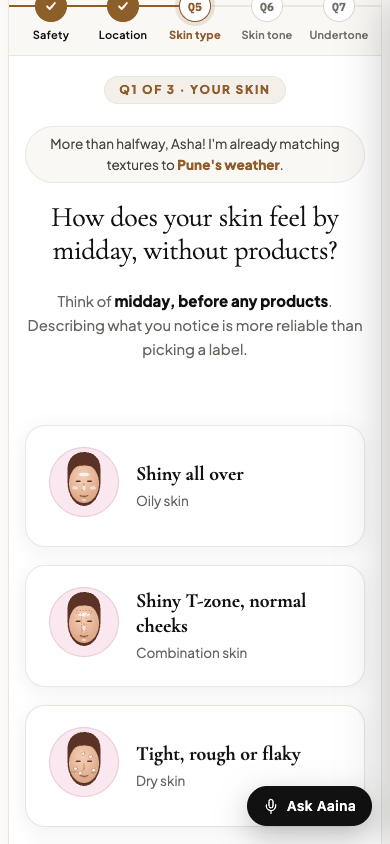 Q5
Q6
Q7
Safety
Location
Skin type
Skin tone
Undertone
Q1 OF 3 · YOUR SKIN
More than halfway, Asha! I'm already matching
textures to Pune's weather.
How does your skin feel by
midday, without products?
Think of midday, before any products.
Describing what you notice is more reliable than
picking a label.
Shiny all over
Oily skin
Shiny T-zone, normal
cheeks
Combination skin
Tight, rough or flaky
Dry skin
Ask Aaina